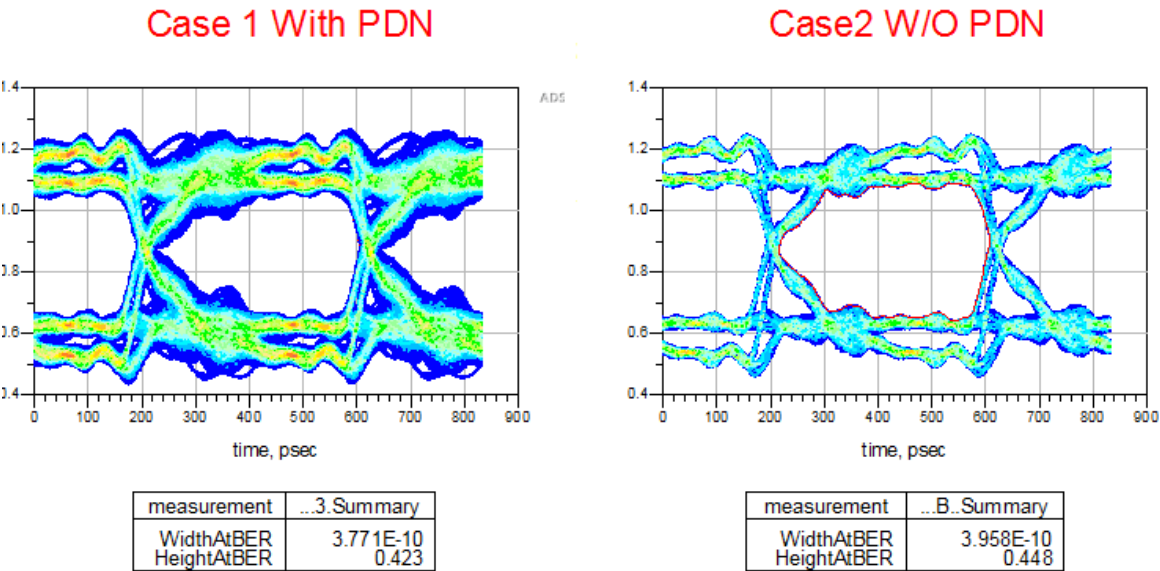 Case 1 With PDN
Case2 W/O PDN
1.4
1.2
1.0
0.8
0.6
0.4
0 100 200 300 400 500 600 700 800 900
time, psec
ADS
1.4
1.2
1.0
0.8
0.6
0.4
0 100 200 300 400 500 600 700 800 900
time, psec
measurement ...3.Summary
WidthAtBER 3.771E-10
HeightAtBER 0.423
measurement ...B..Summary
WidthAtBER 3.958E-10
HeightAtBER 0.448